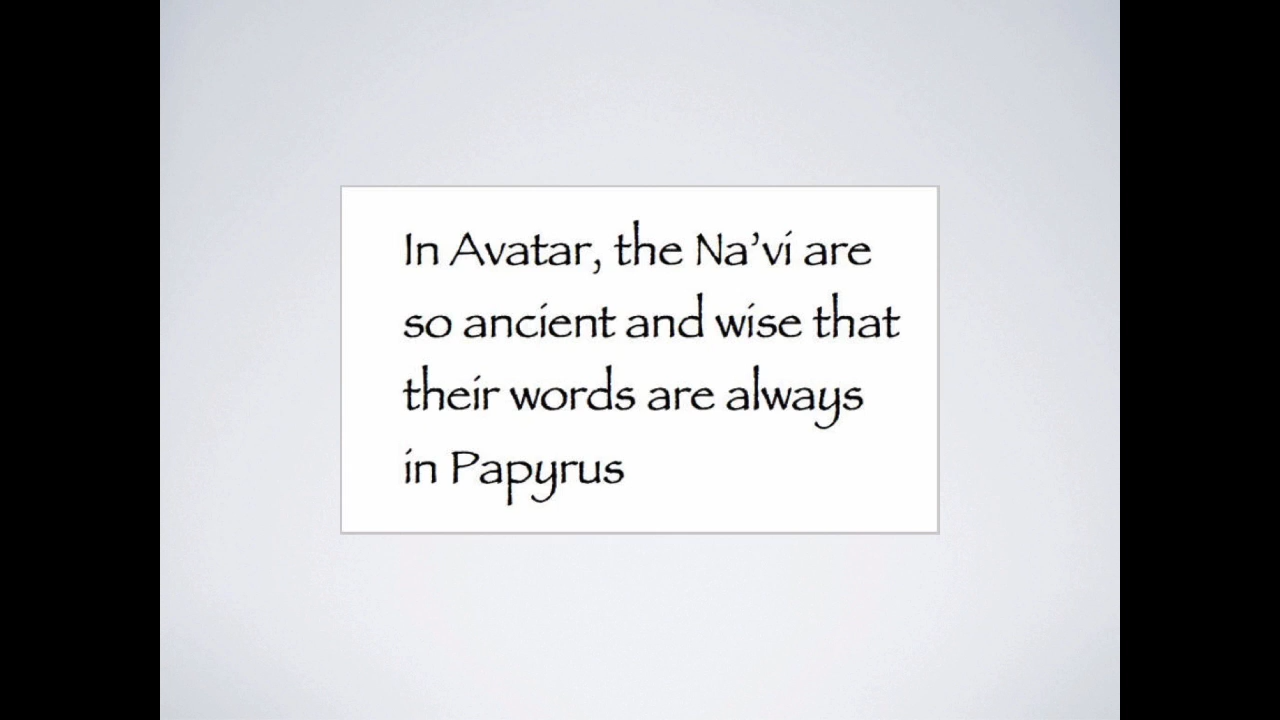 In Avatar, the Na’vi are
so ancient and wise that
their words are always
in Papyrus